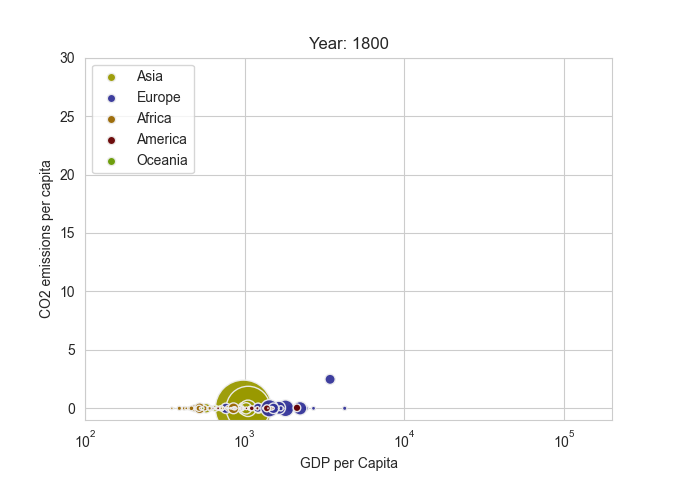 Year: 1800
30
25
20
15
10
5
0
CO2 emissions per capita
Asia
Europe
Africa
America
Oceania
10²
10³
10⁴
10⁵
GDP per Capita